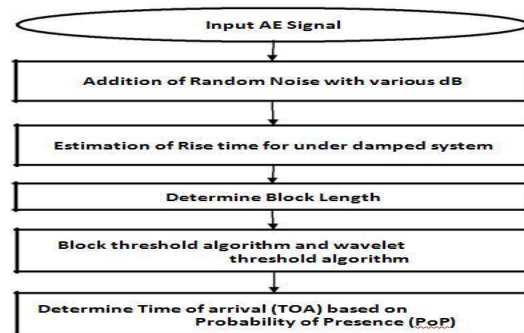 Input AE Signal
Addition of Random Noise with various dB
Estimation of Rise time for under damped system
Determine Block Length
Block threshold algorithm and wavelet
threshold algorithm
Determine Time of arrival (TOA) based on
Probability of Presence (PoP)